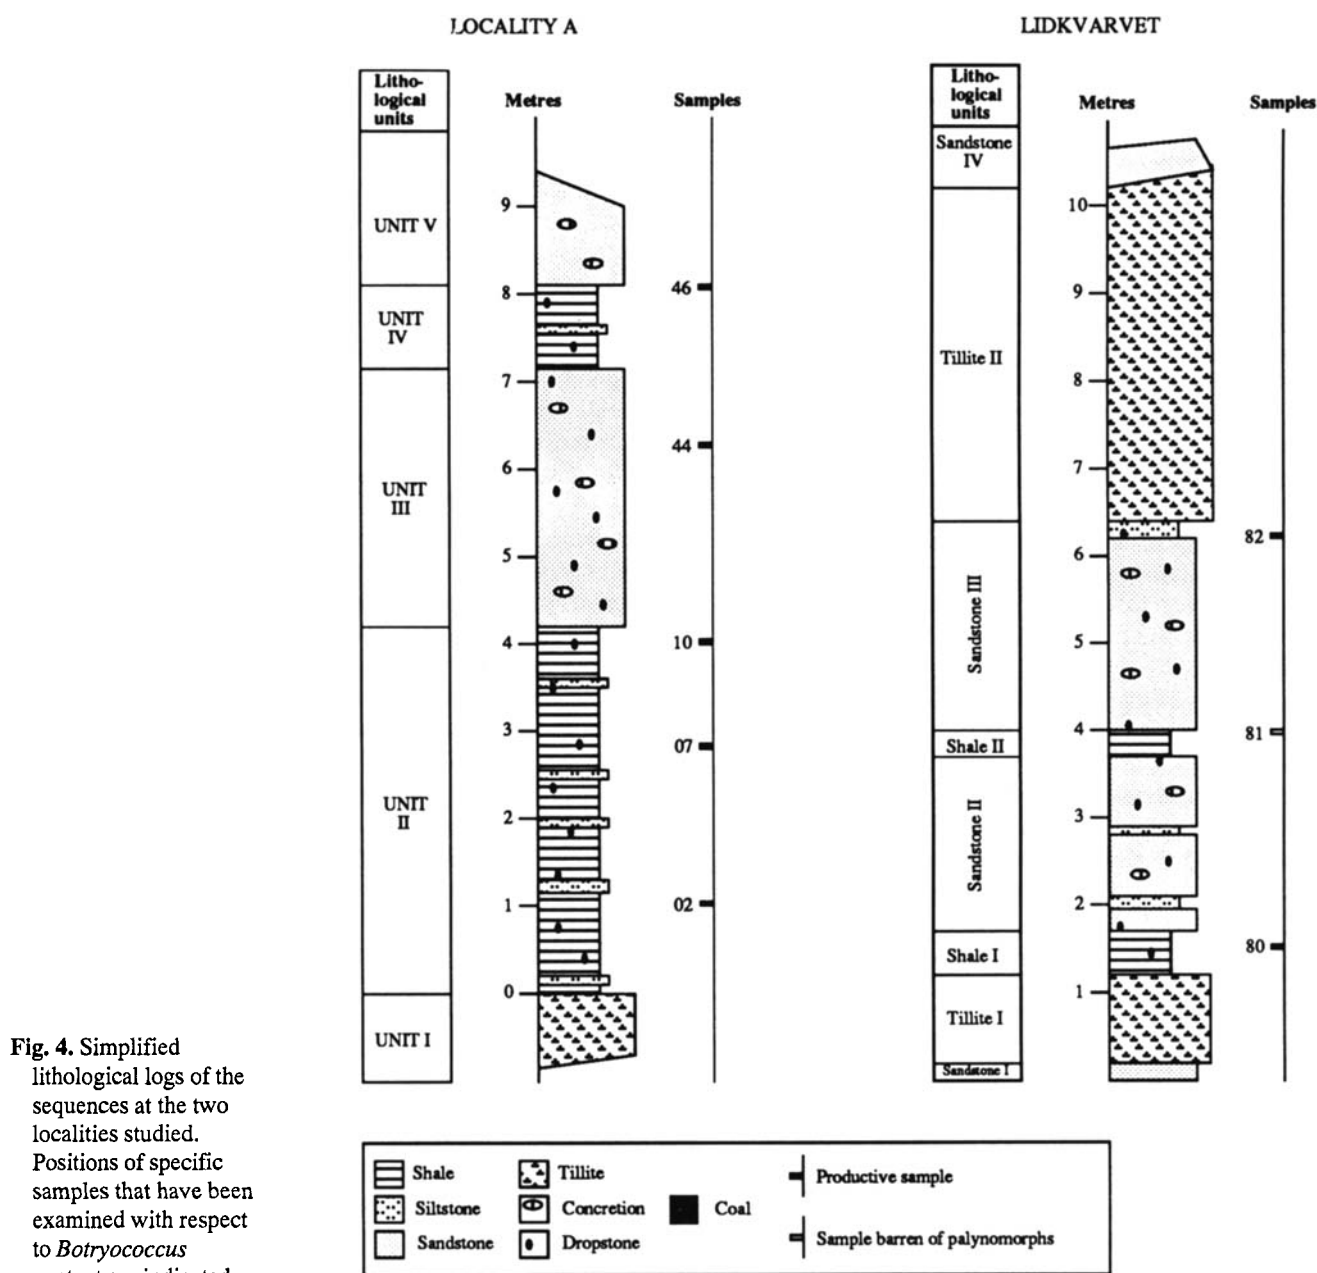 LOCALITY A
Litho-
logical
units
Metres
Samples
UNIT V
UNIT
IV
UNIT
III
UNIT
II
UNIT I
9
8
7
6
5
4
3
2
1
0
46
44
10
07
02
LIDKVARVET
Litho-
logical
units
Metres
Samples
Sandstone
IV
Tillite II
Sandstone III
Shale II
Sandstone II
Shale I
Tillite I
Sandstone I
10
9
8
7
6
5
4
3
2
1
82
81
80
Fig. 4. Simplified
lithological logs of the
sequences at the two
localities studied.
Positions of specific
samples that have been
examined with respect
to Botryococcus
Shale
Siltstone
Sandstone
Tillite
Concretion
Dropstone
Coal
Productive sample
Sample barren of palynomorphs